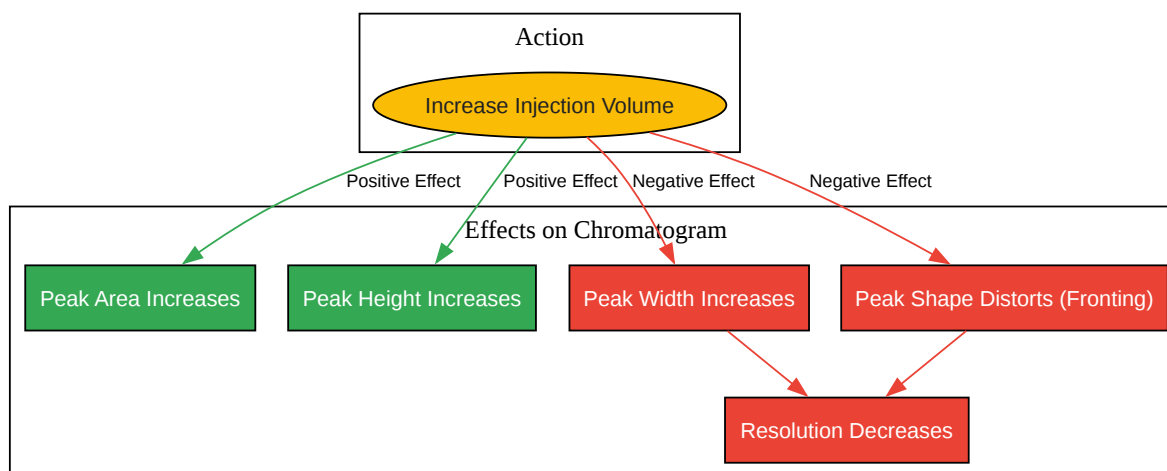 Action
Increase Injection Volume
Positive Effect
Positive Effect
Negative Effect
Negative Effect
Effects on Chromatogram
Peak Area Increases
Peak Height Increases
Peak Width Increases
Peak Shape Distorts (Fronting)
Resolution Decreases